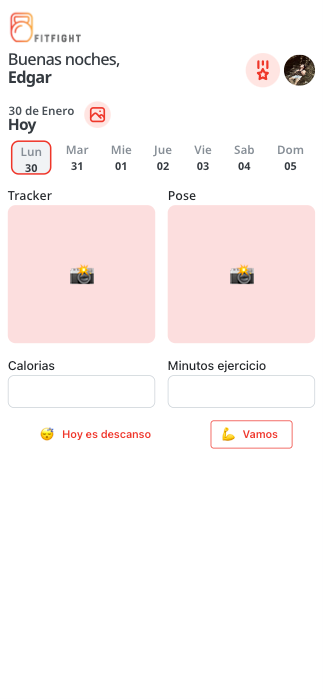 FITFIGHT
Buenas noches,
Edgar
30 de Enero
Hoy
Lun Mar Mie Jue Vie Sab Dom
30 31 01 02 03 04 05
Tracker Pose
Calorias Minutos ejercicio
Hoy es descanso Vamos